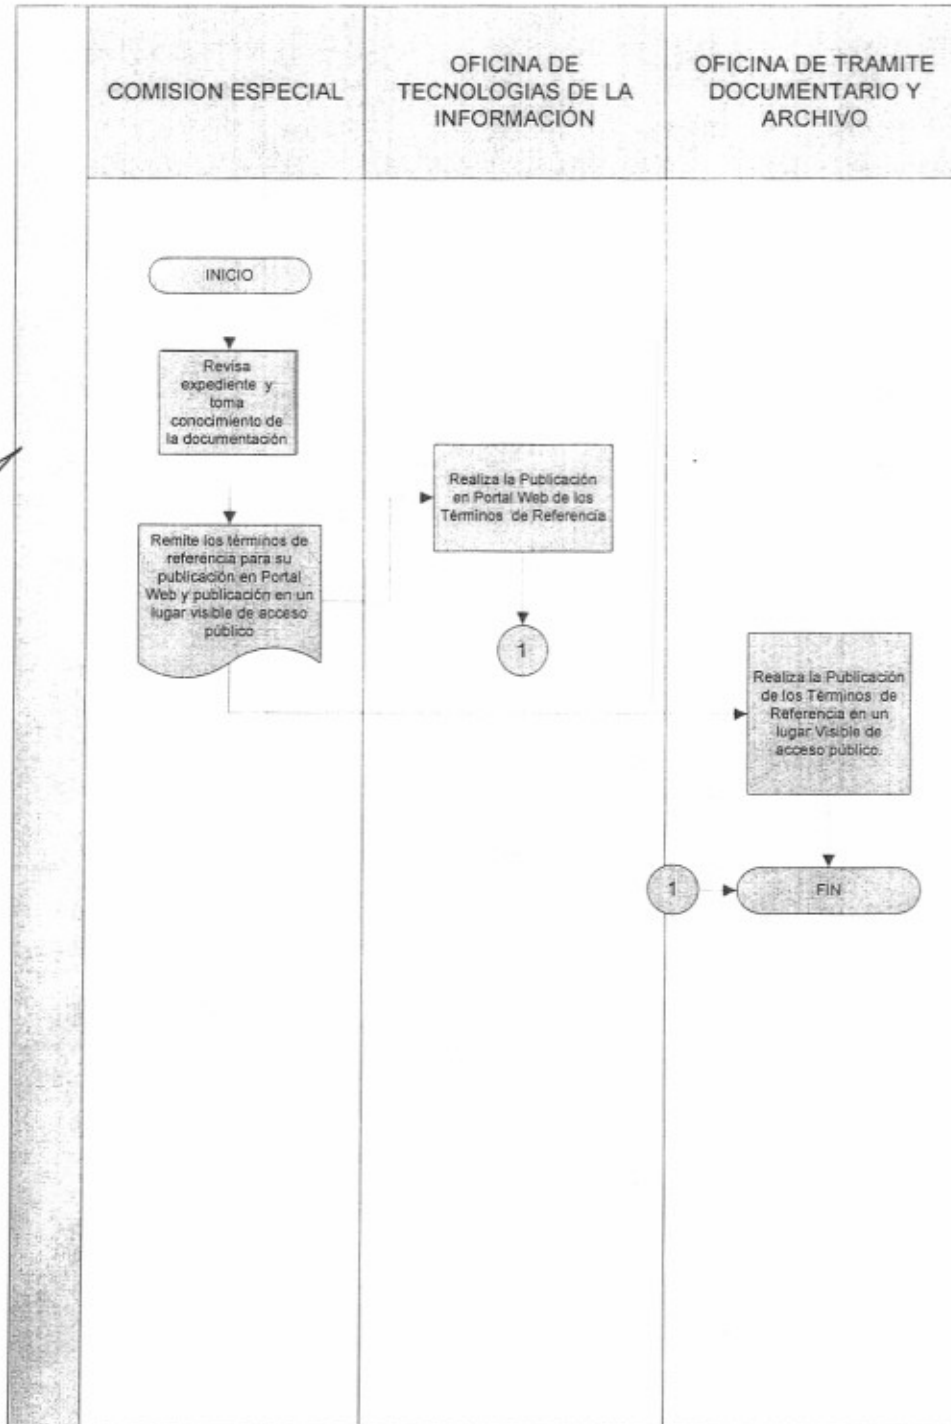 COMISION ESPECIAL
OFICINA DE
TECNOLOGIAS DE LA
INFORMACIÓN
OFICINA DE TRAMITE
DOCUMENTARIO Y
ARCHIVO
INICIO
Revisa
expediente y
toma
conocimiento de
la documentación
Remite los términos de
referencia para su
publicación en Portal
Web y publicación en un
lugar visible de acceso
público
Realiza la Publicación
en Portal Web de los
Términos de Referencia
1
Realiza la Publicación
de los Términos de
Referencia en un
lugar Visible de
acceso público.
1
FIN